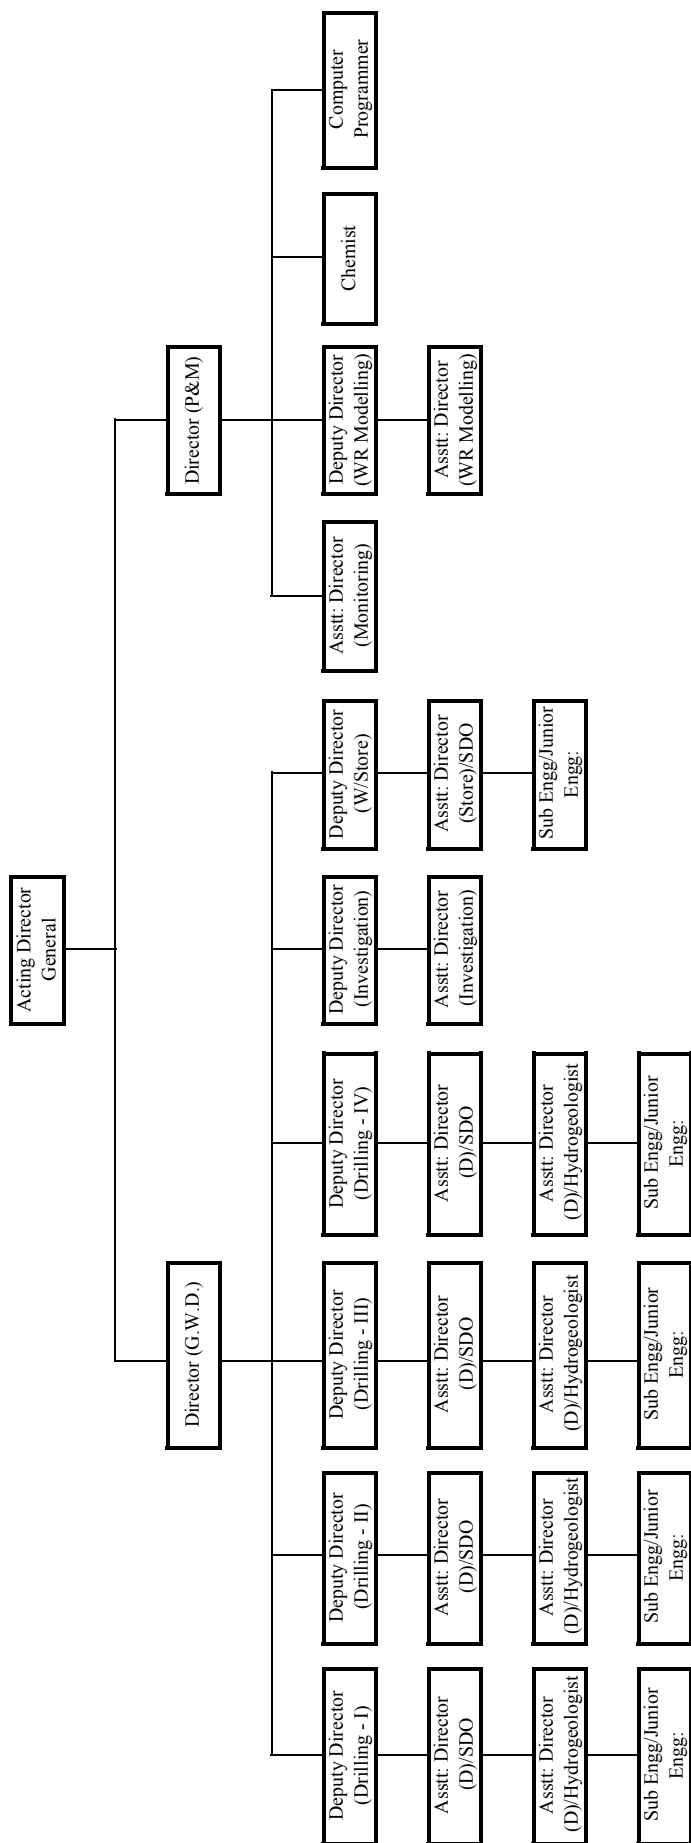 Acting Director
General
Director (G.W.D.)
Director (P&M)
Deputy Director
(Drilling - I)
Deputy Director
(Drilling - II)
Deputy Director
(Drilling - III)
Deputy Director
(Drilling - IV)
Deputy Director
(Investigation)
Deputy Director
(W/Store)
Asstt: Director
(Monitoring)
Deputy Director
(WR Modelling)
Chemist
Computer
Programmer
Asstt: Director
(D)/SDO
Asstt: Director
(D)/SDO
Asstt: Director
(D)/SDO
Asstt: Director
(D)/SDO
Asstt: Director
(Investigation)
Asstt: Director
(Store)/SDO
Asstt: Director
(WR Modelling)
Asstt: Director
(D)/Hydrogeologist
Asstt: Director
(D)/Hydrogeologist
Asstt: Director
(D)/Hydrogeologist
Asstt: Director
(D)/Hydrogeologist
Sub Engg/Junior
Engg:
Sub Engg/Junior
Engg:
Sub Engg/Junior
Engg:
Sub Engg/Junior
Engg:
Sub Engg/Junior
Engg: